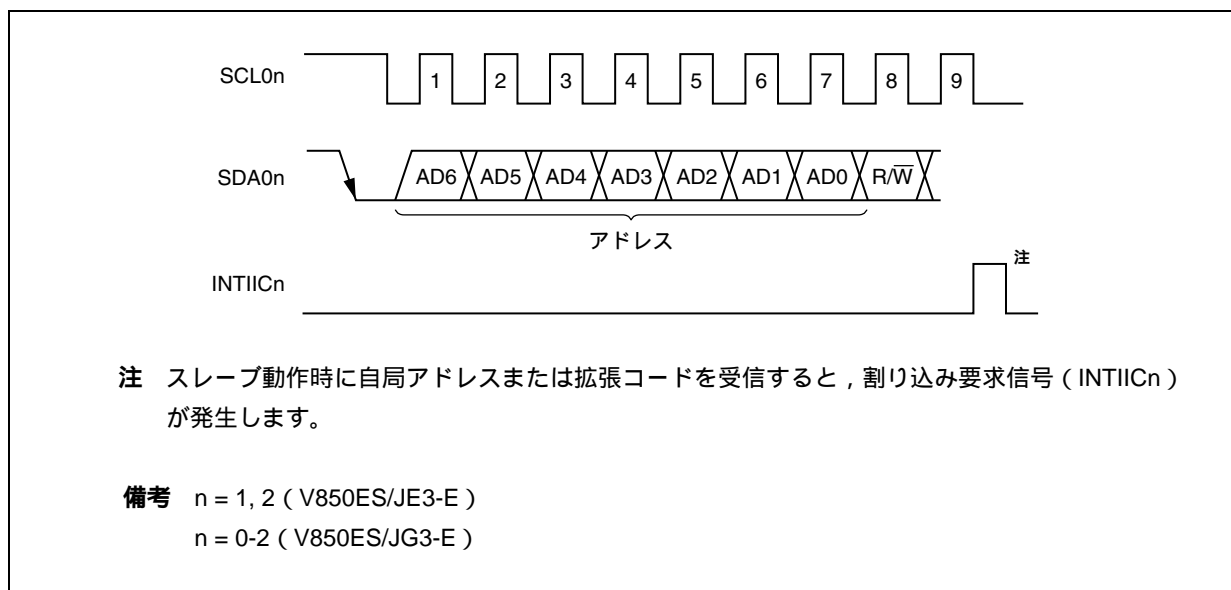 SCL0n 1 2 3 4 5 6 7 8 9
SDA0n AD6 AD5 AD4 AD3 AD2 AD1 AD0 R/W̅
アドレス
INTIICn 注
注 スレーブ動作時に自局アドレスまたは拡張コードを受信すると，割り込み要求信号（INTIICn）
が発生します。
備考 n = 1, 2（V850ES/JE3-E）
n = 0-2（V850ES/JG3-E）